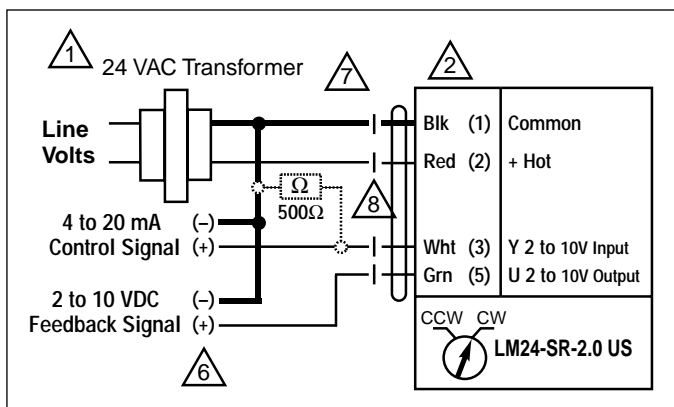 1 24 VAC Transformer 7 2
Line
Volts
Blk (1) Common
Red (2) + Hot
Ω
500Ω
8
4 to 20 mA (–)
Control Signal (+)
Wht (3) Y 2 to 10V Input
Grn (5) U 2 to 10V Output
2 to 10 VDC (–)
Feedback Signal (+)
6
CCW CW
LM24-SR-2.0 US